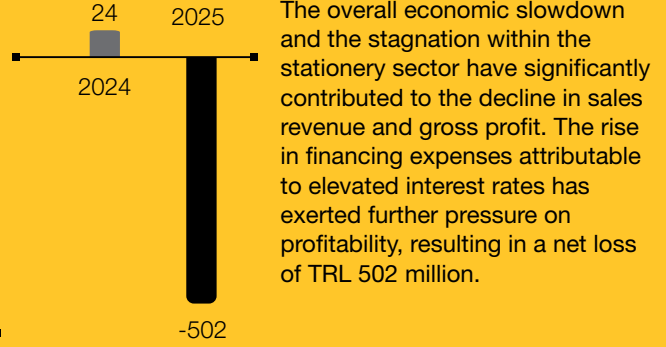 24
2025
2024
-502
The overall economic slowdown
and the stagnation within the
stationery sector have significantly
contributed to the decline in sales
revenue and gross profit. The rise
in financing expenses attributable
to elevated interest rates has
exerted further pressure on
profitability, resulting in a net loss
of TRL 502 million.